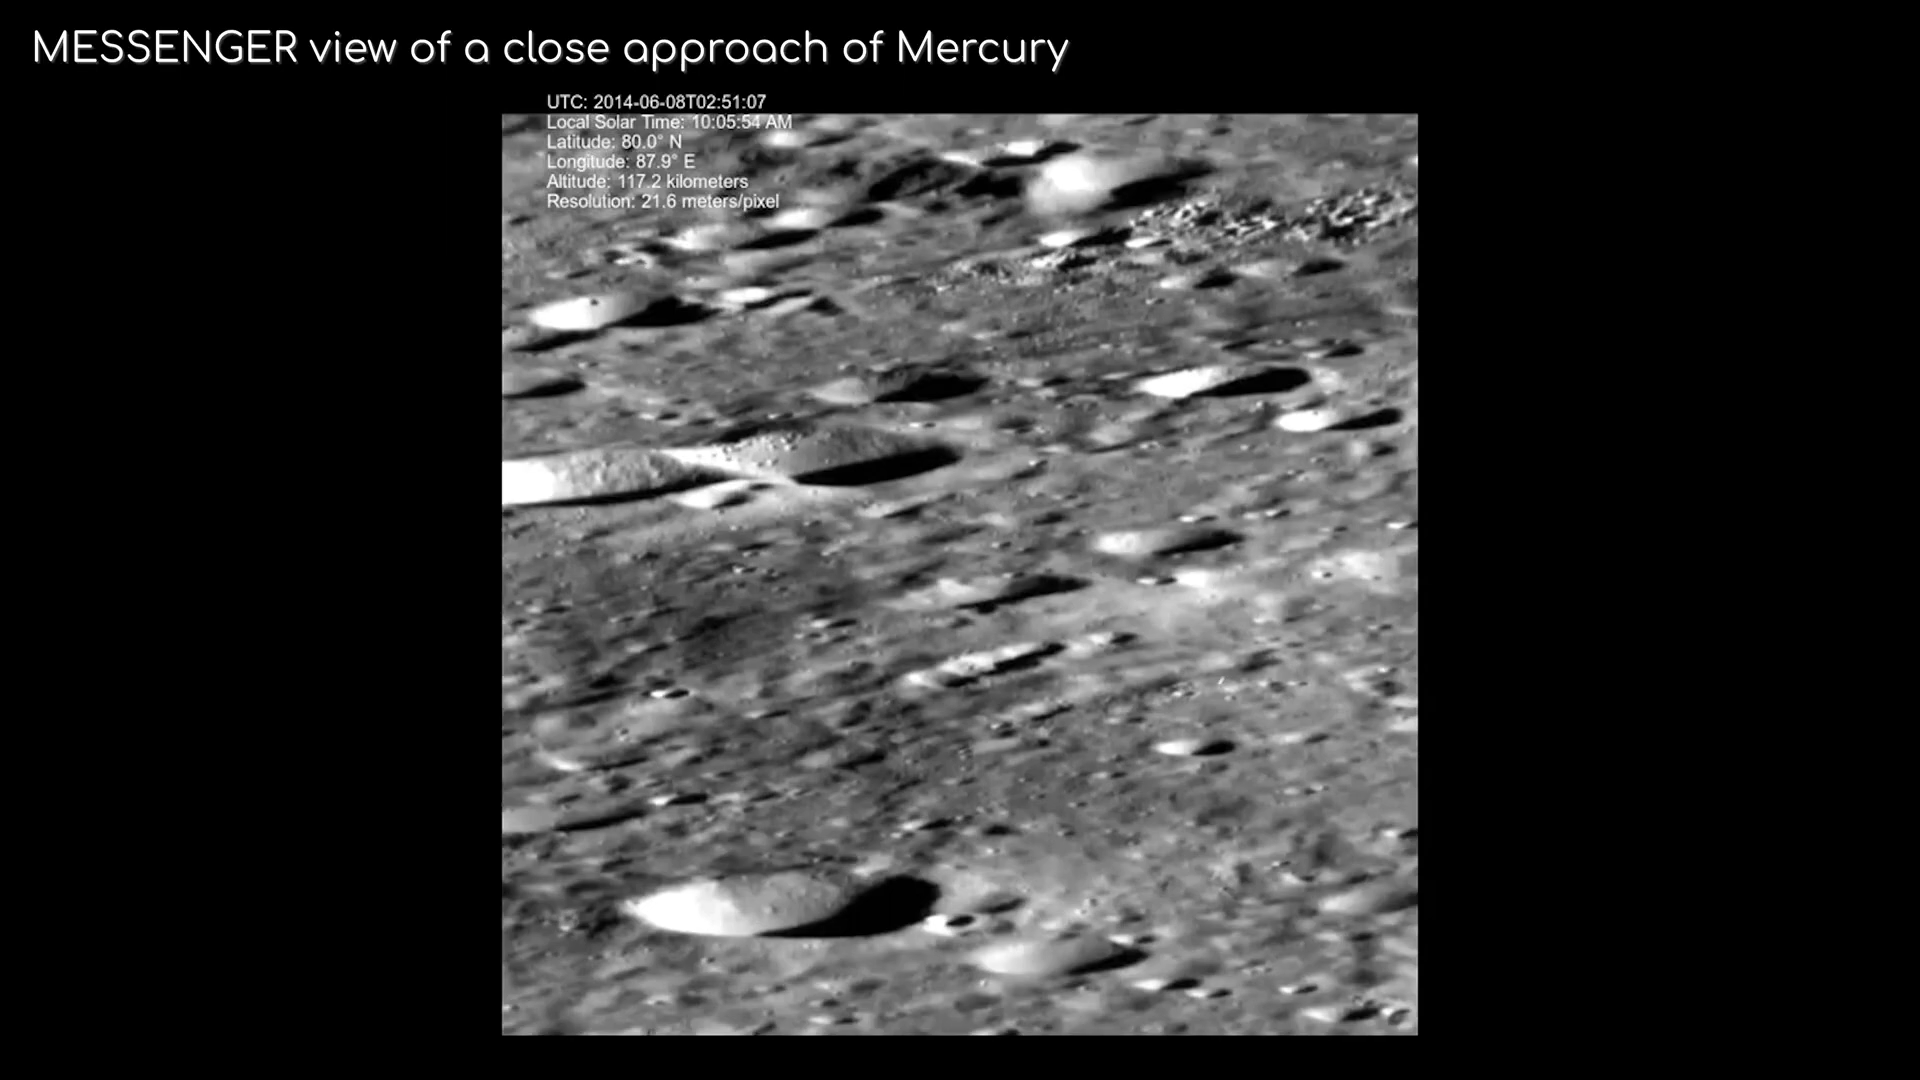 MESSENGER view of a close approach of Mercury
UTC: 2014-06-08T02:51:07
Local Solar Time: 10:05:54 AM
Latitude: 80.0° N
Longitude: 87.9° E
Altitude: 117.2 kilometers
Resolution: 21.6 meters/pixel